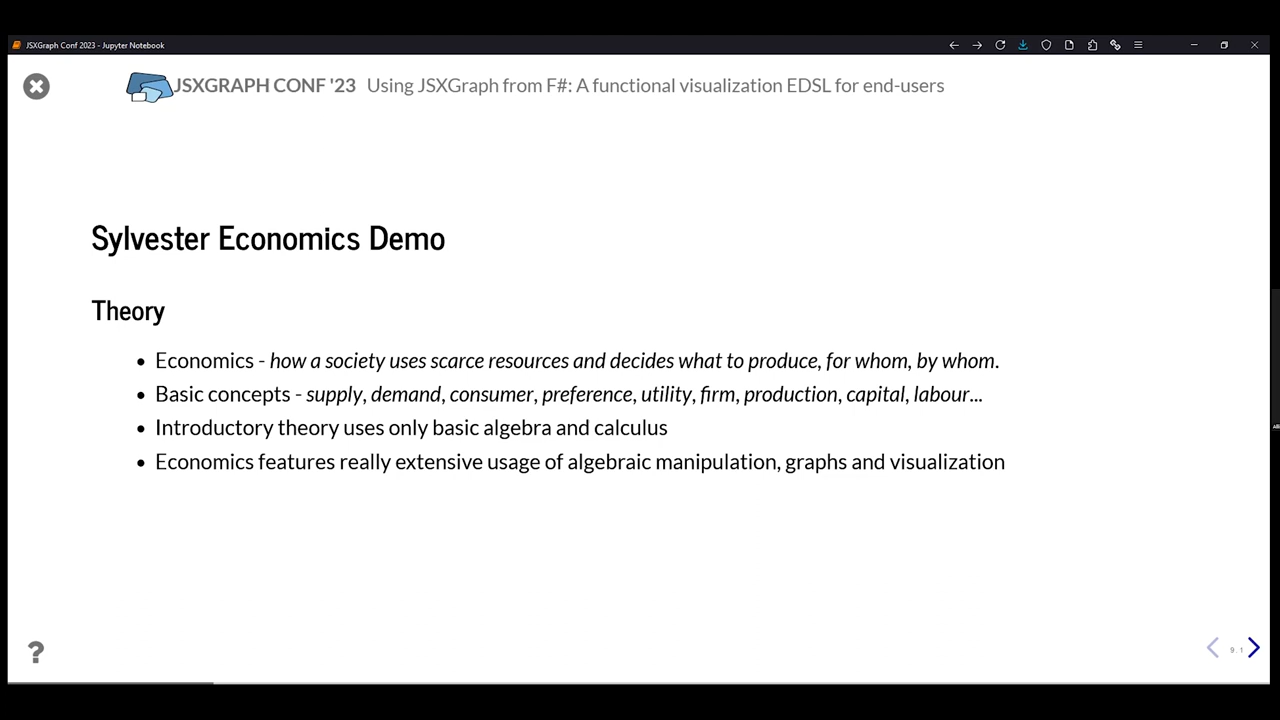 JSXGraph Conf 2023 - Jupyter Notebook
JSXGRAPH CONF '23 Using JSXGraph from F#: A functional visualization EDSL for end-users
Sylvester Economics Demo
Theory
• Economics - how a society uses scarce resources and decides what to produce, for whom, by whom.
• Basic concepts - supply, demand, consumer, preference, utility, firm, production, capital, labour...
• Introductory theory uses only basic algebra and calculus
• Economics features really extensive usage of algebraic manipulation, graphs and visualization
?
9.1